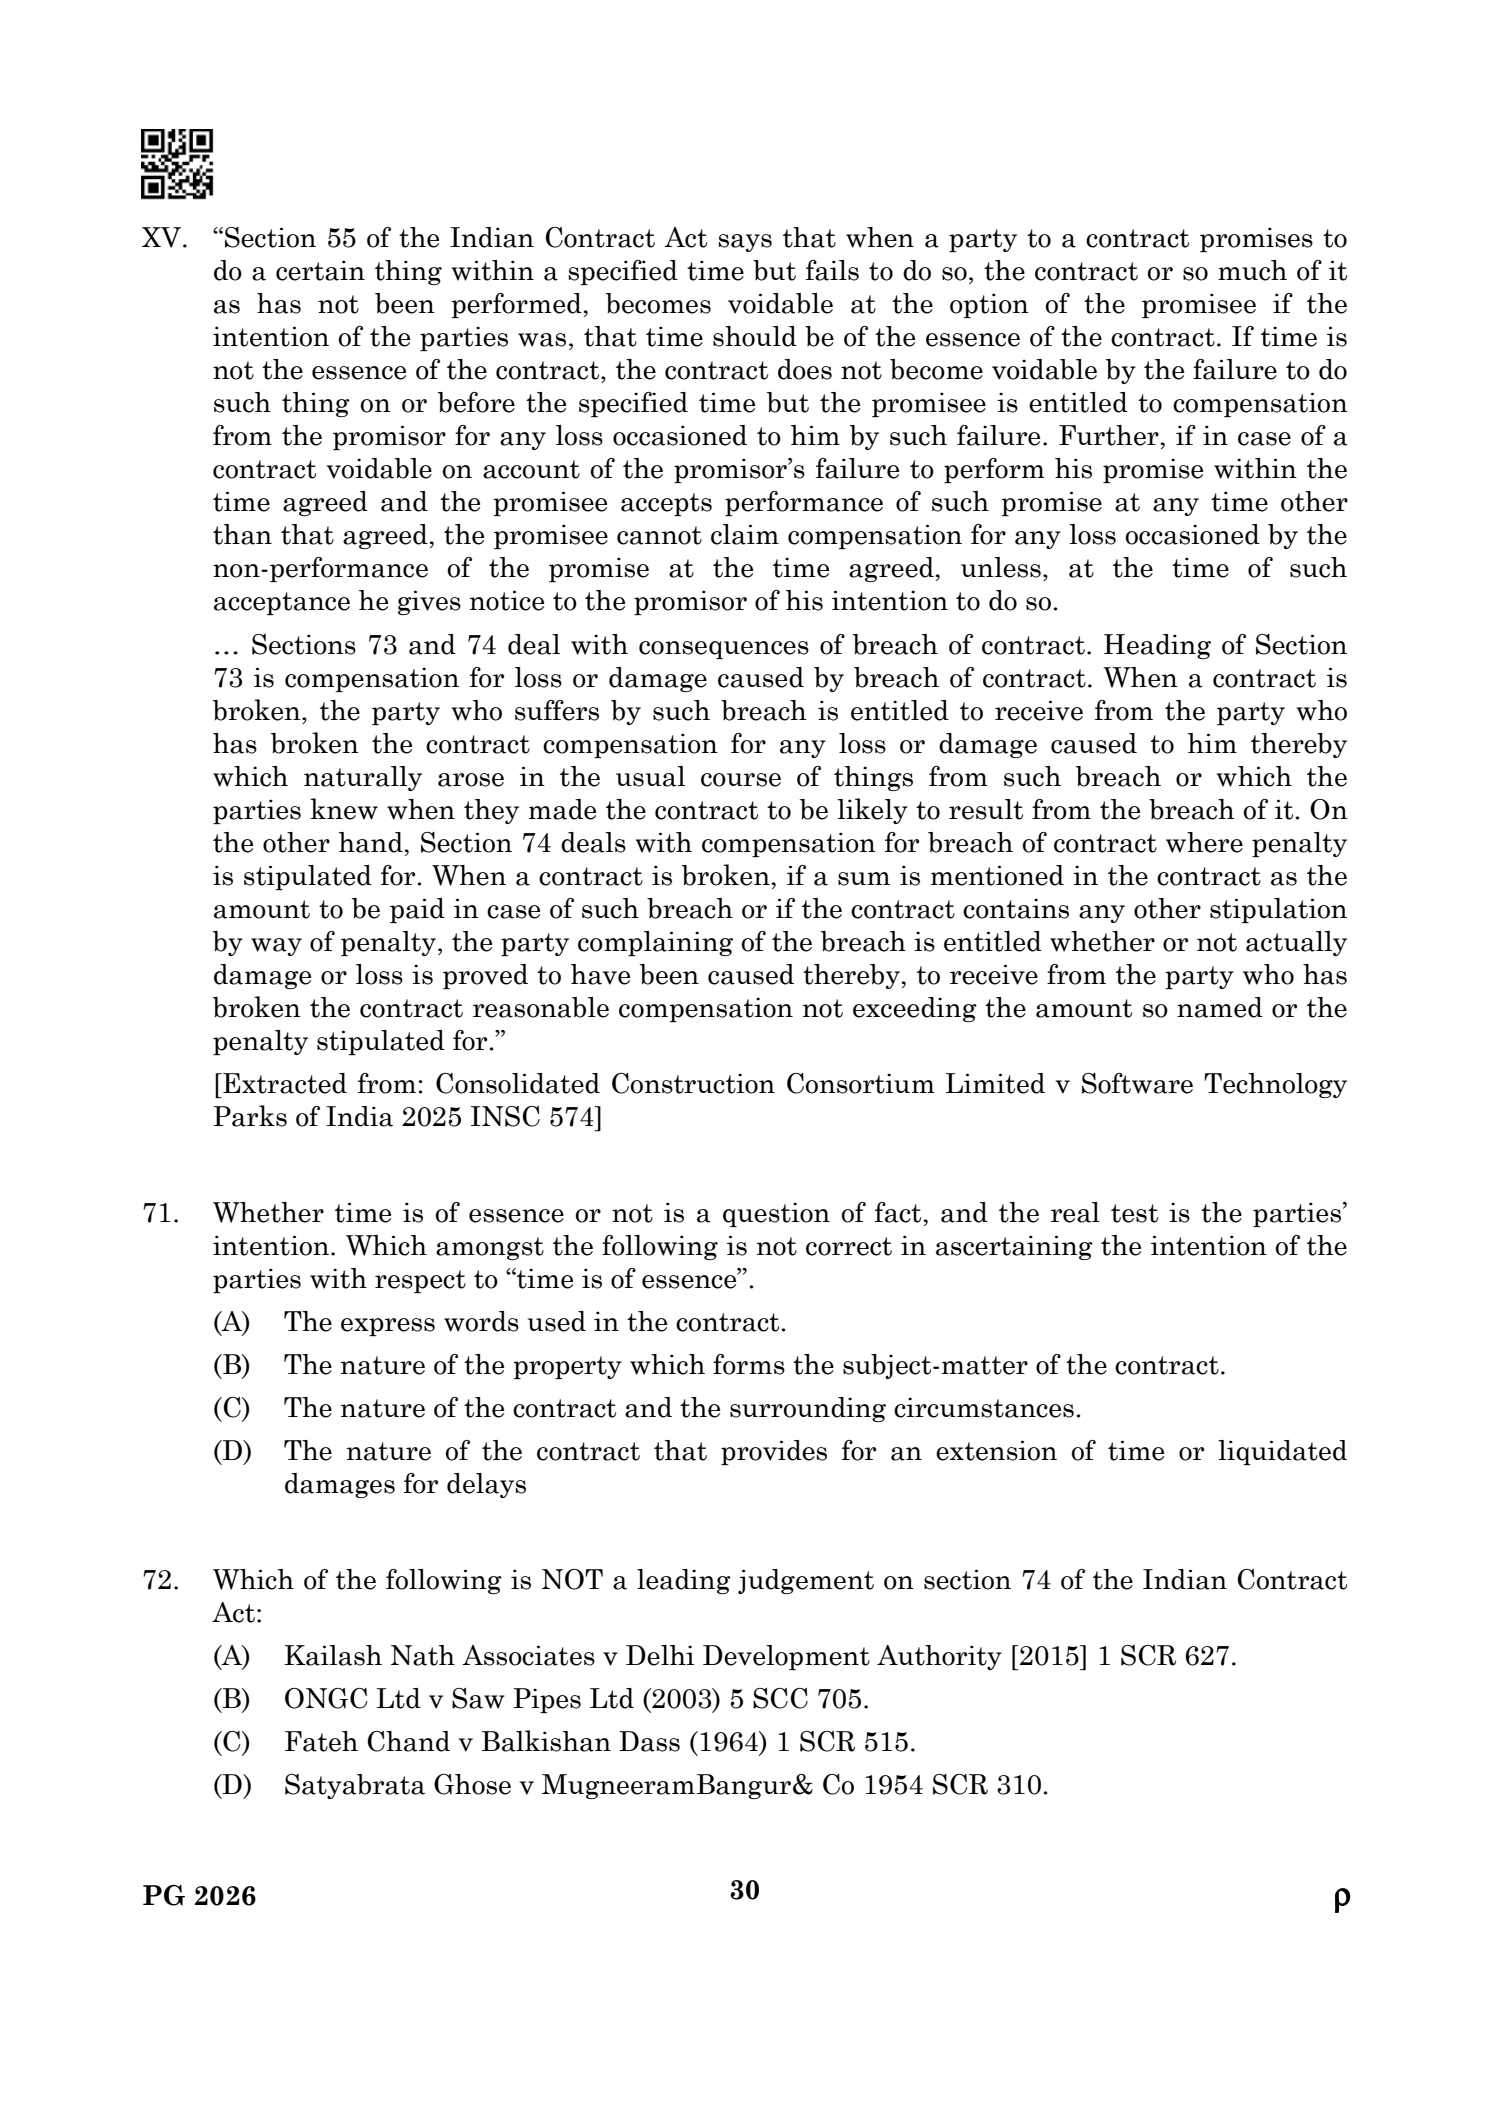 XV. “Section 55 of the Indian Contract Act says that when a party to a contract promises to
do a certain thing within a specified time but fails to do so, the contract or so much of it
as has not been performed, becomes voidable at the option of the promisee if the
intention of the parties was, that time should be of the essence of the contract. If time is
not the essence of the contract, the contract does not become voidable by the failure to do
such thing on or before the specified time but the promisee is entitled to compensation
from the promisor for any loss occasioned to him by such failure. Further, if in case of a
contract voidable on account of the promisor’s failure to perform his promise within the
time agreed and the promisee accepts performance of such promise at any time other
than that agreed, the promisee cannot claim compensation for any loss occasioned by the
non-performance of the promise at the time agreed, unless, at the time of such
acceptance he gives notice to the promisor of his intention to do so.
… Sections 73 and 74 deal with consequences of breach of contract. Heading of Section
73 is compensation for loss or damage caused by breach of contract. When a contract is
broken, the party who suffers by such breach is entitled to receive from the party who
has broken the contract compensation for any loss or damage caused to him thereby
which naturally arose in the usual course of things from such breach or which the
parties knew when they made the contract to be likely to result from the breach of it. On
the other hand, Section 74 deals with compensation for breach of contract where penalty
is stipulated for. When a contract is broken, if a sum is mentioned in the contract as the
amount to be paid in case of such breach or if the contract contains any other stipulation
by way of penalty, the party complaining of the breach is entitled whether or not actually
damage or loss is proved to have been caused thereby, to receive from the party who has
broken the contract reasonable compensation not exceeding the amount so named or the
penalty stipulated for.”
[Extracted from: Consolidated Construction Consortium Limited v Software Technology
Parks of India 2025 INSC 574]
71. Whether time is of essence or not is a question of fact, and the real test is the parties’
intention. Which amongst the following is not correct in ascertaining the intention of the
parties with respect to “time is of essence”.
(A) The express words used in the contract.
(B) The nature of the property which forms the subject-matter of the contract.
(C) The nature of the contract and the surrounding circumstances.
(D) The nature of the contract that provides for an extension of time or liquidated
damages for delays
72. Which of the following is NOT a leading judgement on section 74 of the Indian Contract
Act:
(A) Kailash Nath Associates v Delhi Development Authority [2015] 1 SCR 627.
(B) ONGC Ltd v Saw Pipes Ltd (2003) 5 SCC 705.
(C) Fateh Chand v Balkishan Dass (1964) 1 SCR 515.
(D) Satyabrata Ghose v MugneeramBangur& Co 1954 SCR 310.
PG 2026 30 ρ